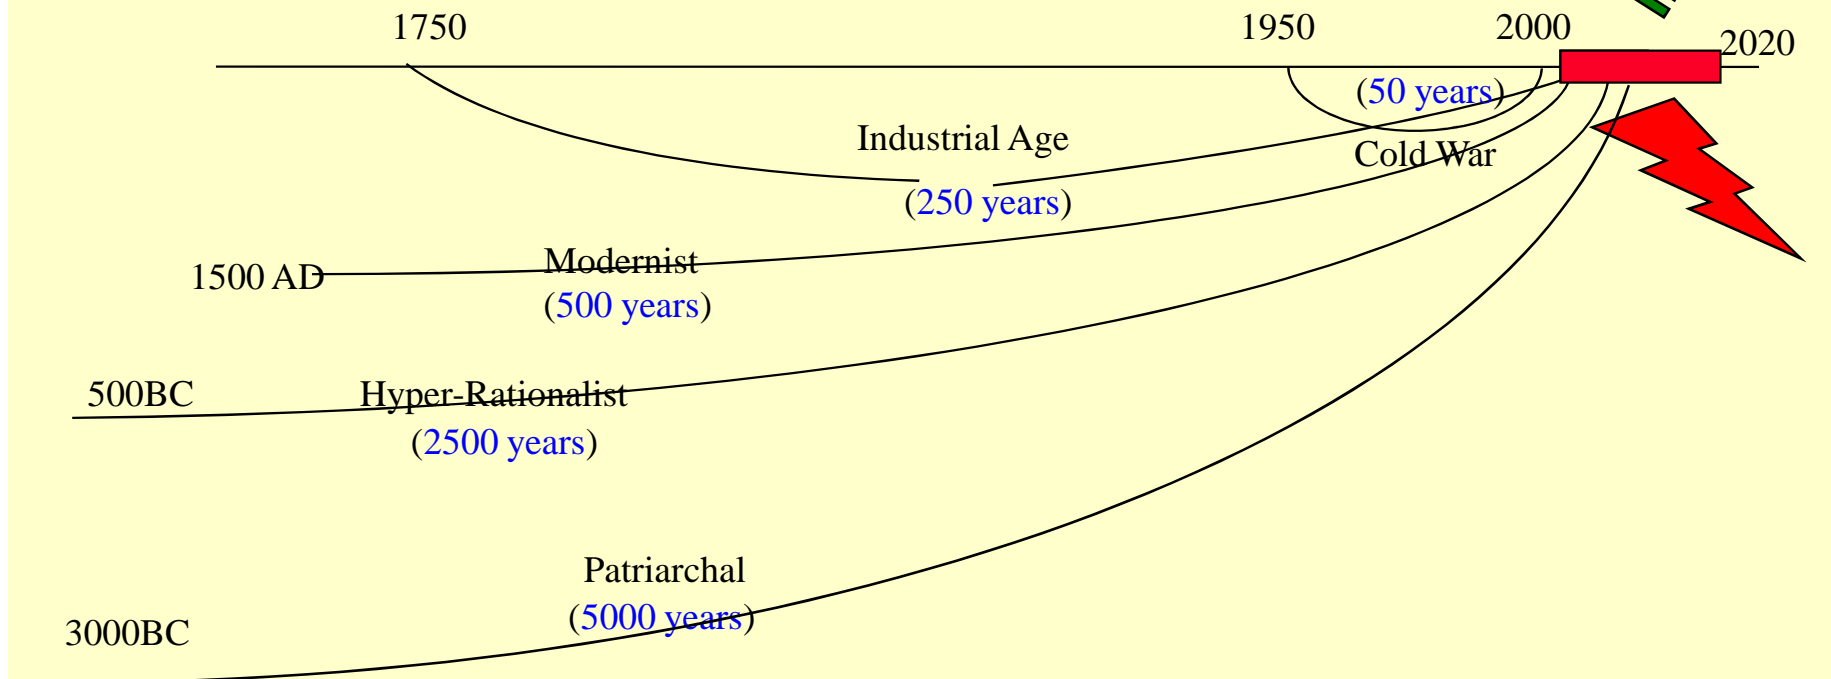 1750
1950
2000
2020
(50 years)
Industrial Age
Cold War
(250 years)
Modernist
1500 AD
(500 years)
500BC
Hyper-Rationalist
(2500 years)
Patriarchal
(5000 years)
3000BC